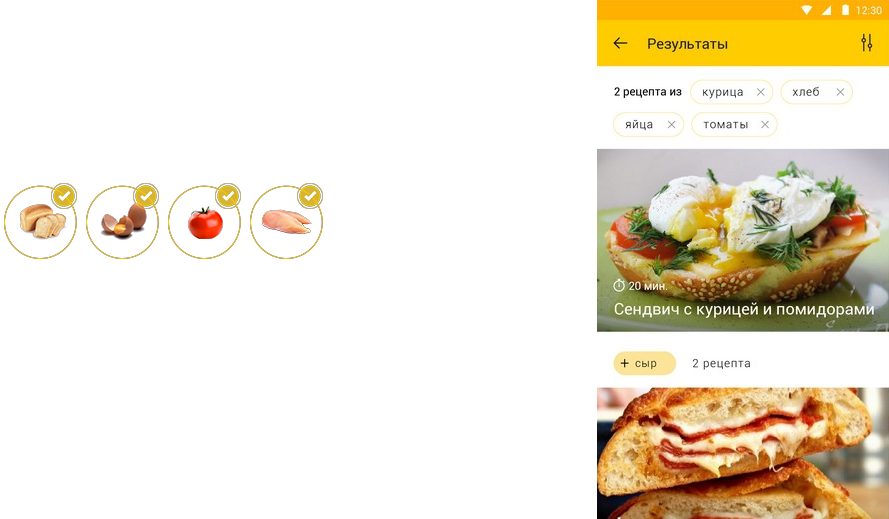 12:30
Результаты
2 рецепта из курица хлеб
яйца томаты
20 мин.
Сендвич с курицей и помидорами
+ сыр 2 рецепта